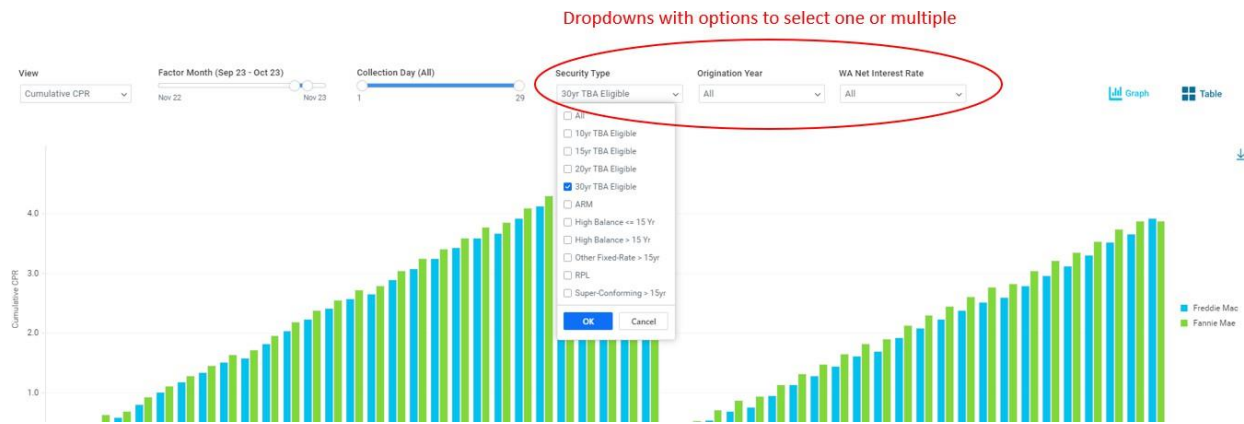 Dropdowns with options to select one or multiple
View
Factor Month (Sep 23 - Oct 23)
Collection Day (All)
Security Type
Origination Year
WA Net Interest Rate
Cumulative CPR
Nov 22
Nov 23
1
29
30yr TBA Eligible
All
All
Graph
Table
All
10yr TBA Eligible
15yr TBA Eligible
20yr TBA Eligible
30yr TBA Eligible
ARM
High Balance <= 15 Yr
High Balance > 15 Yr
Other Fixed-Rate > 15yr
RPL
Super-Conforming > 15yr
OK
Cancel
4.0
3.0
2.0
1.0
Cumulative CPR
Freddie Mac
Fannie Mae